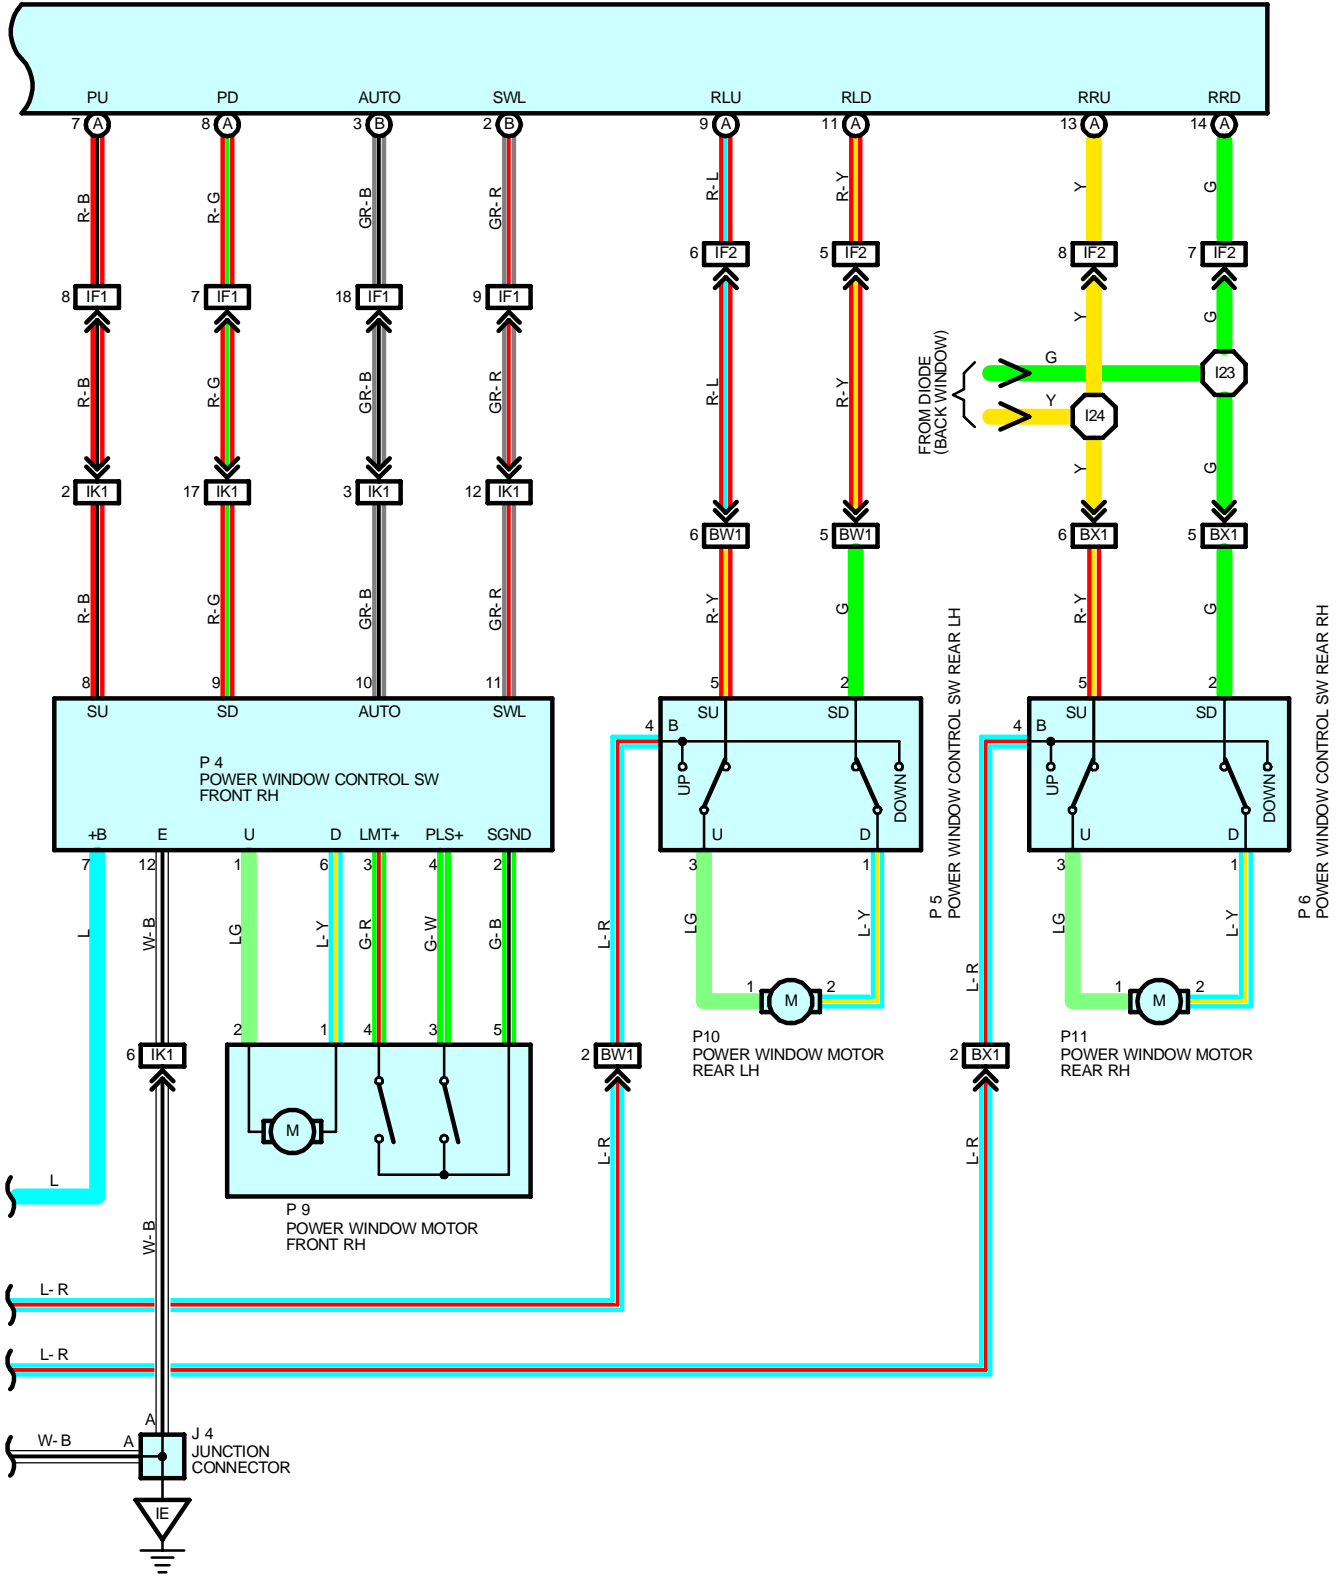 PU PD AUTO SWL RLU RLD RRU RRD
7 A 8 A 3 B 2 B 9 A 11 A 13 A 14 A
R-B R-G GR-B GR-R R-L R-Y Y G
6 IF2 5 IF2 8 IF2 7 IF2
8 IF1 7 IF1 18 IF1 9 IF1
Y G
FROM DIODE
(BACK WINDOW)
G I23
Y I24
R-B R-G GR-B GR-R R-L R-Y
Y G
2 IK1 17 IK1 3 IK1 12 IK1
6 BW1 5 BW1 6 BX1 5 BX1
R-B R-G GR-B GR-R R-Y G R-Y G
8 9 10 11 5 2 5 2
SU SD AUTO SWL
P 4
POWER WINDOW CONTROL SW
FRONT RH
+B E U D LMT+ PLS+ SGND
7 12 1 6 3 4 2
4 B SU SD
UP DOWN
U D
3 1
P 5
POWER WINDOW CONTROL SW REAR LH
4 B SU SD
UP DOWN
U D
3 1
P 6
POWER WINDOW CONTROL SW REAR RH
L W-B LG L-Y G-R G-W G-B
L-R LG L-Y
L-R LG L-Y
1 M 2
1 M 2
2 1 4 3 5
6 IK1
2 BW1
2 BX1
P10
POWER WINDOW MOTOR
REAR LH
P11
POWER WINDOW MOTOR
REAR RH
M
L-R L-R
L
P 9
POWER WINDOW MOTOR
FRONT RH
W-B
L-R
L-R
A
W-B A
J 4
JUNCTION
CONNECTOR
IE